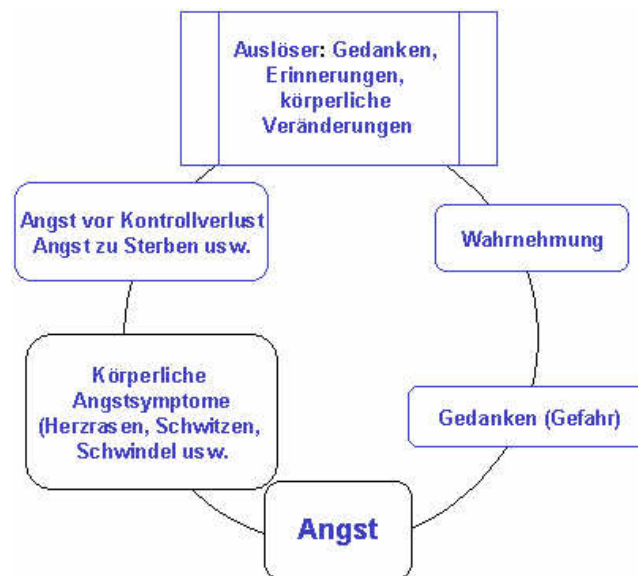 Auslöser: Gedanken,
Erinnerungen,
körperliche
Veränderungen
Wahrnehmung
Gedanken (Gefahr)
Angst
Körperliche
Angstsymptome
(Herzrasen, Schwitzen,
Schwindel usw.
Angst vor Kontrollverlust
Angst zu Sterben usw.